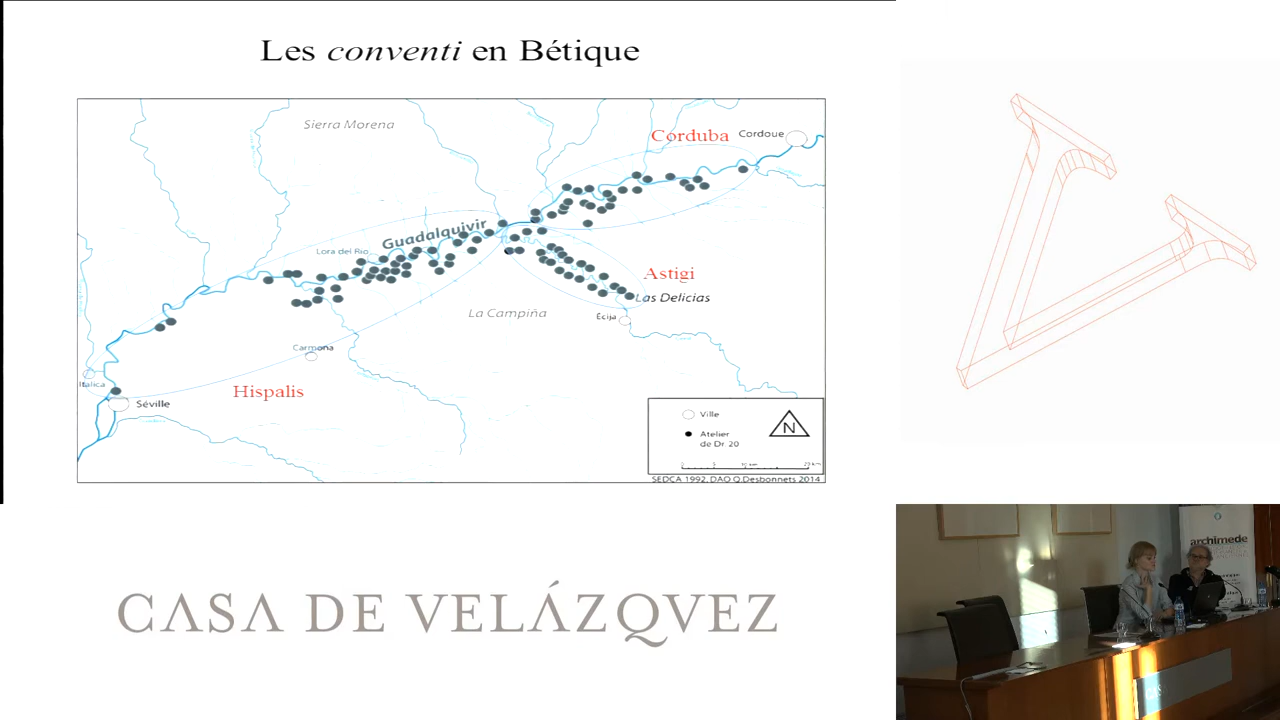 Les conventi en Bétique
Sierra Morena
Corduba
Cordoue
Guadalquivir
Lora del Rio
Astigi
Las Delicias
La Campiña
Écija
Carmona
Italica
Hispalis
Séville
Ville
Atelier
de Dr 20
N
SEDCA 1992, DAO Q.Desbonnets 2014
CASA DE VELÁZQVEZ
archimede